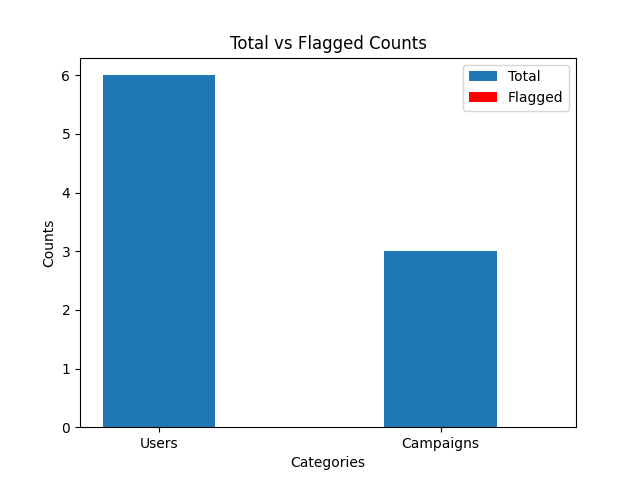 Total vs Flagged Counts
Total
Flagged
6
5
4
3
2
1
0
Counts
Users
Campaigns
Categories